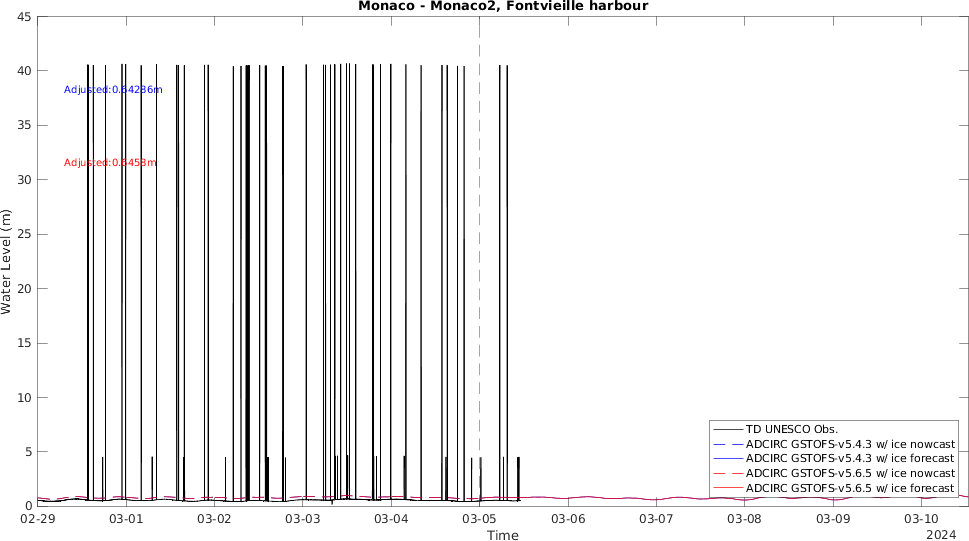 Monaco - Monaco2, Fontvieille harbour
45
40
35
30
25
20
15
10
5
0
Water Level (m)
Adjusted:0.64236m
Adjusted:0.6453m
TD UNESCO Obs.
ADCIRC GSTOFS-v5.4.3 w/ ice nowcast
ADCIRC GSTOFS-v5.4.3 w/ ice forecast
ADCIRC GSTOFS-v5.6.5 w/ ice nowcast
ADCIRC GSTOFS-v5.6.5 w/ ice forecast
02-29 03-01 03-02 03-03 03-04 03-05 03-06 03-07 03-08 03-09 03-10
Time
2024